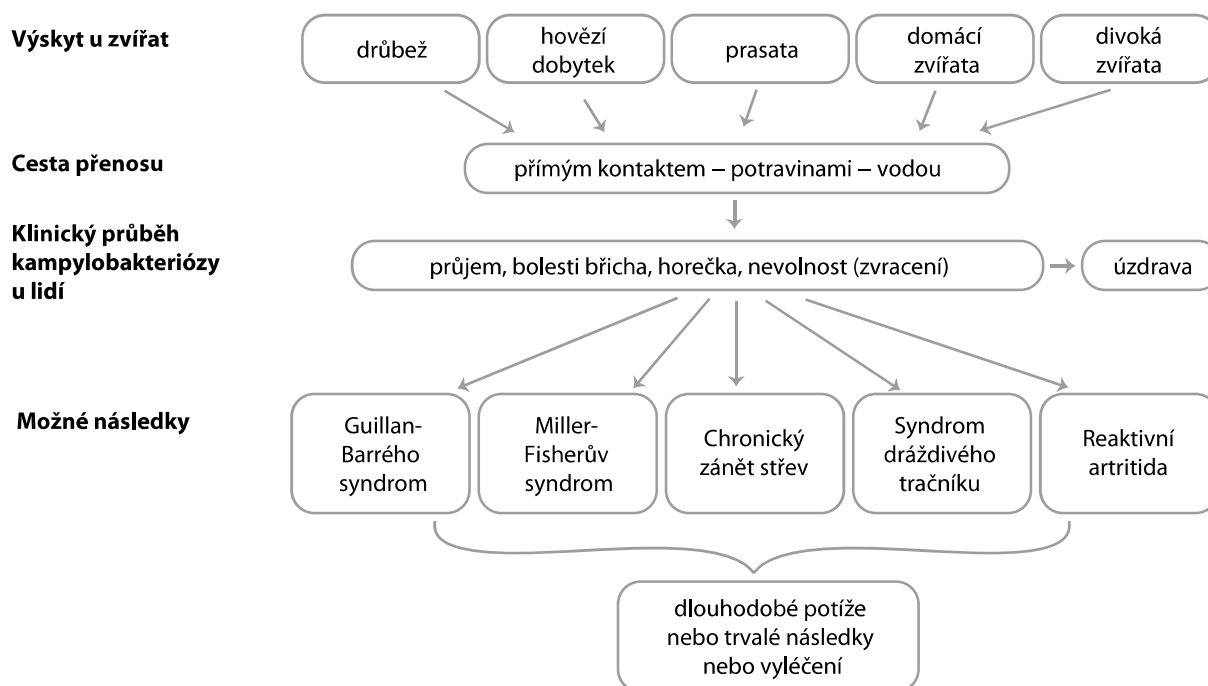 Výskyt u zvířat
drůbež
hovězí
dobytek
prasata
domácí
zvířata
divoká
zvířata
Cesta přenosu
přímým kontaktem – potravinami – vodou
Klinický průběh
kampylobakteriózy
u lidí
průjem, bolesti břicha, horečka, nevolnost (zvracení)
úzdrava
Možné následky
Guillan-
Barrého
syndrom
Miller-
Fisherův
syndrom
Chronický
zánět střev
Syndrom
dráždivého
tračníku
Reaktivní
artritida
dlouhodobé potíže
nebo trvalé následky
nebo vyléčení